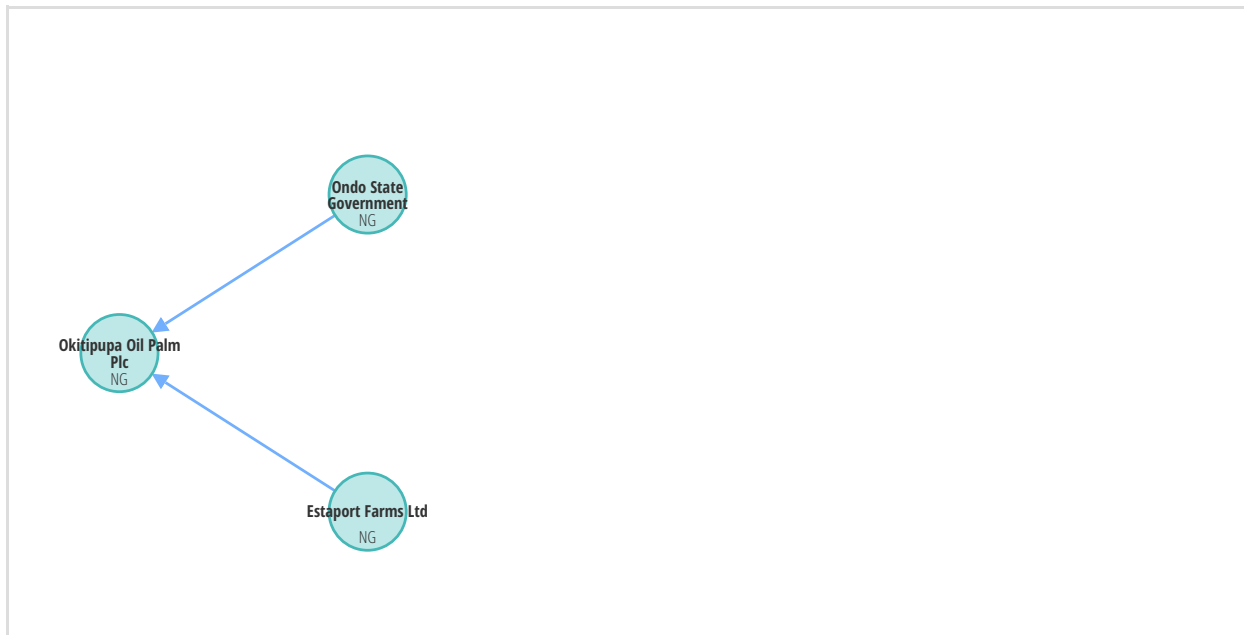 Ondo State
Government
NG
Okitipupa Oil Palm
Plc
NG
Estaport Farms Ltd
NG